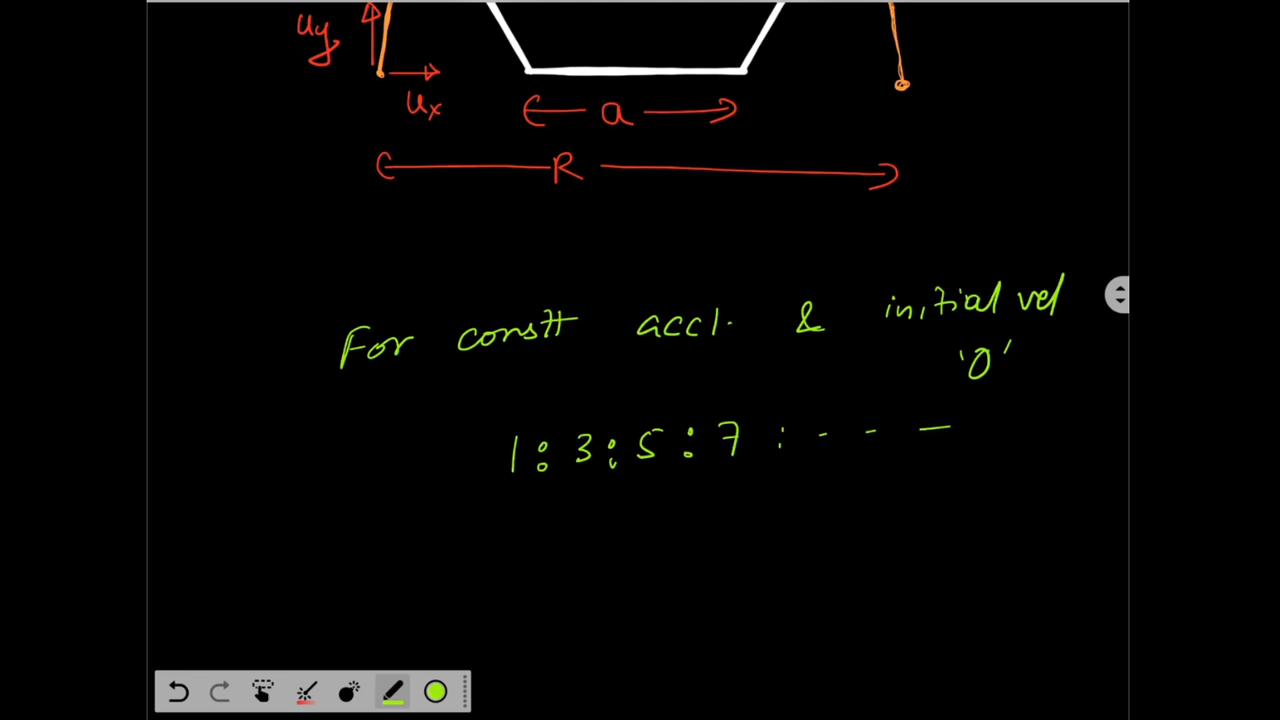 uy
ux
a
R
For constt accl. & initial vel
'0'
1 : 3 : 5 : 7 : - - -